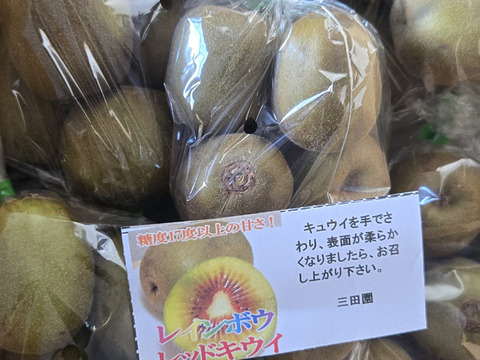 糖度17度以上の甘さ!
レインボウ
レッドキウイ
キュウイを手でさ
わり、表面が柔らか
くなりましたら、お召
し上がり下さい。
三田園